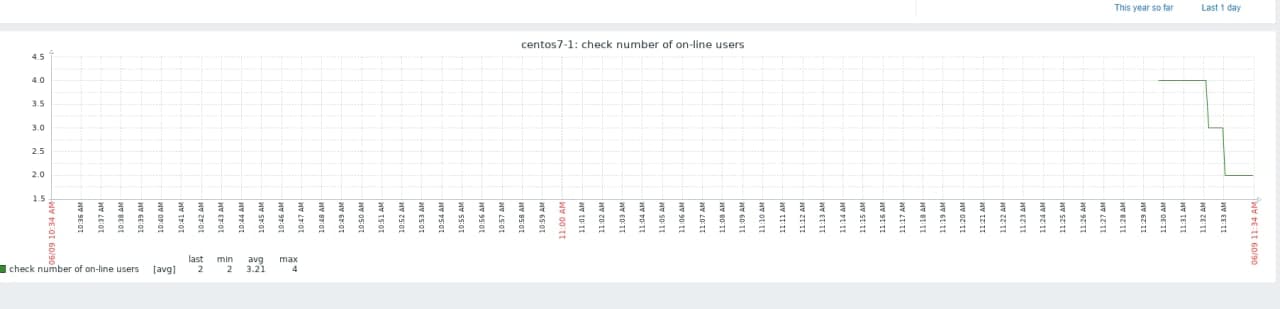 This year so far Last 1 day
centos7-1: check number of on-line users
4.5
4.0
3.5
3.0
2.5
2.0
1.5
06/09 10:34 AM
10:36 AM
10:37 AM
10:38 AM
10:39 AM
10:40 AM
10:41 AM
10:42 AM
10:43 AM
10:44 AM
10:45 AM
10:46 AM
10:47 AM
10:48 AM
10:49 AM
10:50 AM
10:51 AM
10:52 AM
10:53 AM
10:54 AM
10:55 AM
10:56 AM
10:57 AM
10:58 AM
10:59 AM
11:00 AM
11:01 AM
11:02 AM
11:03 AM
11:04 AM
11:05 AM
11:06 AM
11:07 AM
11:08 AM
11:09 AM
11:10 AM
11:11 AM
11:12 AM
11:13 AM
11:14 AM
11:15 AM
11:16 AM
11:17 AM
11:18 AM
11:19 AM
11:20 AM
11:21 AM
11:22 AM
11:23 AM
11:24 AM
11:25 AM
11:26 AM
11:27 AM
11:28 AM
11:29 AM
11:30 AM
11:31 AM
11:32 AM
11:33 AM
06/09 11:34 AM
last min avg max
check number of on-line users [avg] 2 2 3.21 4